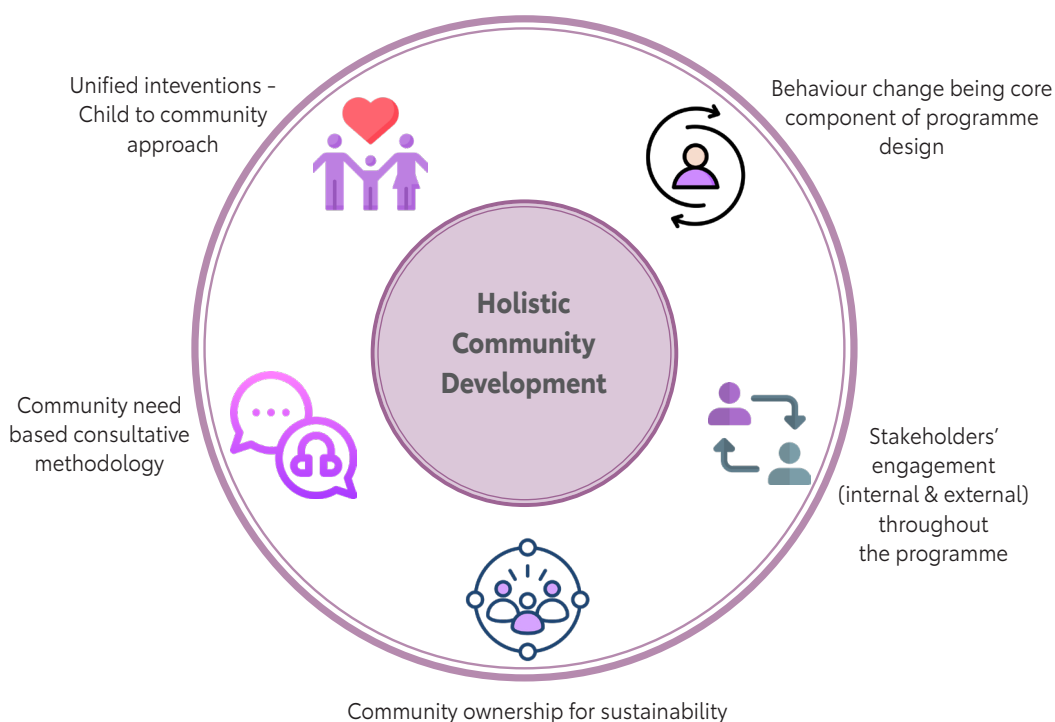 Unified inteventions -
Child to community
approach
Behaviour change being core
component of programme
design
Holistic
Community
Development
Community need
based consultative
methodology
Stakeholders’
engagement
(internal & external)
throughout
the programme
Community ownership for sustainability